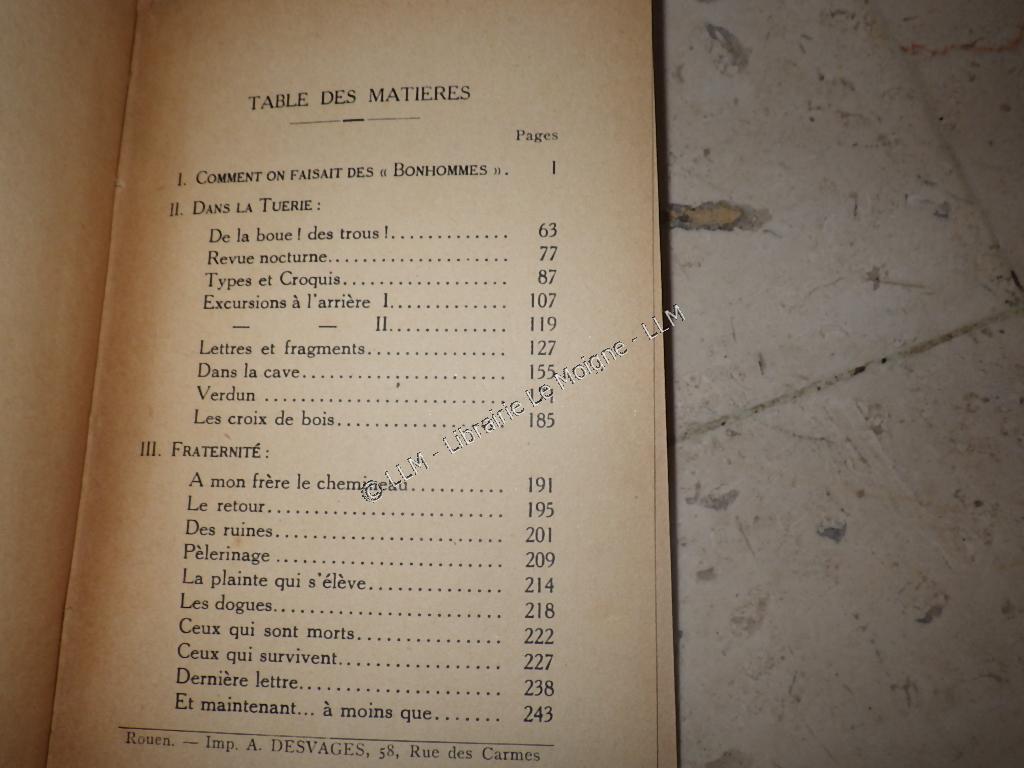 TABLE DES MATIERES
Pages
I. COMMENT ON FAISAIT DES « BONHOMMES ». 1
II. DANS LA TUERIE :
De la boue ! des trous !............. 63
Revue nocturne.................... 77
Types et Croquis.................. 87
Excursions à l'arrière I............. 107
— — II............. 119
Lettres et fragments............... 127
Dans la cave....................... 155
Verdun ..........................
Les croix de bois.................. 185
III. FRATERNITÉ :
A mon frère le chemineau.......... 191
Le retour.......................... 195
Des ruines......................... 201
Pèlerinage ......................... 209
La plainte qui s'élève............... 214
Les dogues......................... 218
Ceux qui sont morts................ 222
Ceux qui survivent................. 227
Dernière lettre..................... 238
Et maintenant... à moins que....... 243
Rouen. — Imp. A. DESVAGES, 58, Rue des Carmes
© LLM - Librairie Le Moigne - LLM